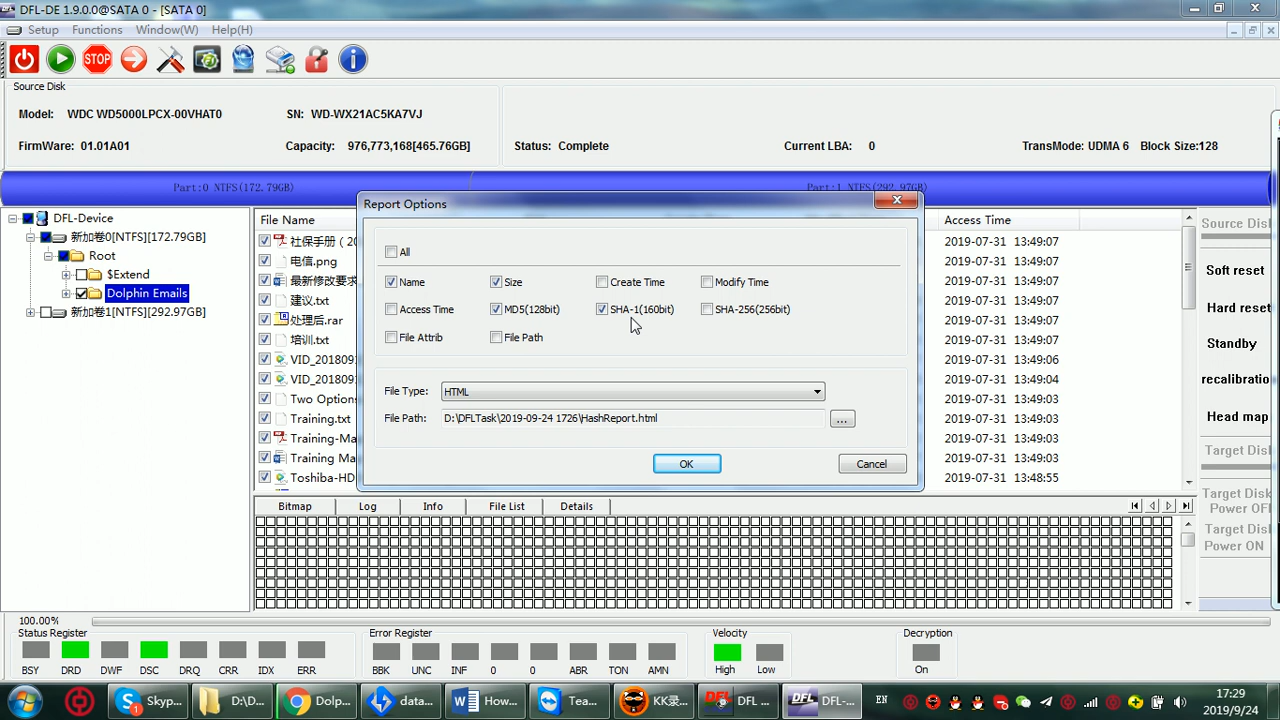 DFL-DE 1.9.0.0@SATA 0 - [SATA 0]
Setup Functions Window(W) Help(H)
STOP
Source Disk
Model: WDC WD5000LPCX-00VHAT0 SN: WD-WX21AC5KA7VJ
FirmWare: 01.01A01 Capacity: 976,773,168[465.76GB] Status: Complete Current LBA: 0 TransMode: UDMA 6 Block Size:128
Part:0 NTFS(172.79GB) Part:1 NTFS(292.97GB)
DFL-Device
新加卷0[NTFS][172.79GB]
Root
$Extend
Dolphin Emails
新加卷1[NTFS][292.97GB]
File Name Access Time
社保手册（20 2019-07-31 13:49:07
电信.png 2019-07-31 13:49:07
最新修改要求 2019-07-31 13:49:07
建议.txt 2019-07-31 13:49:07
处理后.rar 2019-07-31 13:49:07
培训.txt 2019-07-31 13:49:07
VID_201809 2019-07-31 13:49:06
VID_201809 2019-07-31 13:49:04
Two Options 2019-07-31 13:49:03
Training.txt 2019-07-31 13:49:03
Training-Ma 2019-07-31 13:49:03
Training Ma 2019-07-31 13:49:03
Toshiba-HD 2019-07-31 13:48:55
Report Options
All
Name Size Create Time Modify Time
Access Time MD5(128bit) SHA-1(160bit) SHA-256(256bit)
File Attrib File Path
File Type: HTML
File Path: D:\DFLTask\2019-09-24 1726\HashReport.html ...
OK Cancel
Source Disk
Soft reset
Hard reset
Standby
recalibration
Head map
Target Disk
Target Disk
Power OFF
Target Disk
Power ON
Bitmap Log Info File List Details
100.00%
Status Register Error Register Velocity Decryption
BSY DRD DWF DSC DRQ CRR IDX ERR BBK UNC INF 0 0 ABR TON AMN High Low On
Skyp... D:\D... Dolp... data... How... Tea... KK录... DFL ... DFL-... EN 17:29
2019/9/24